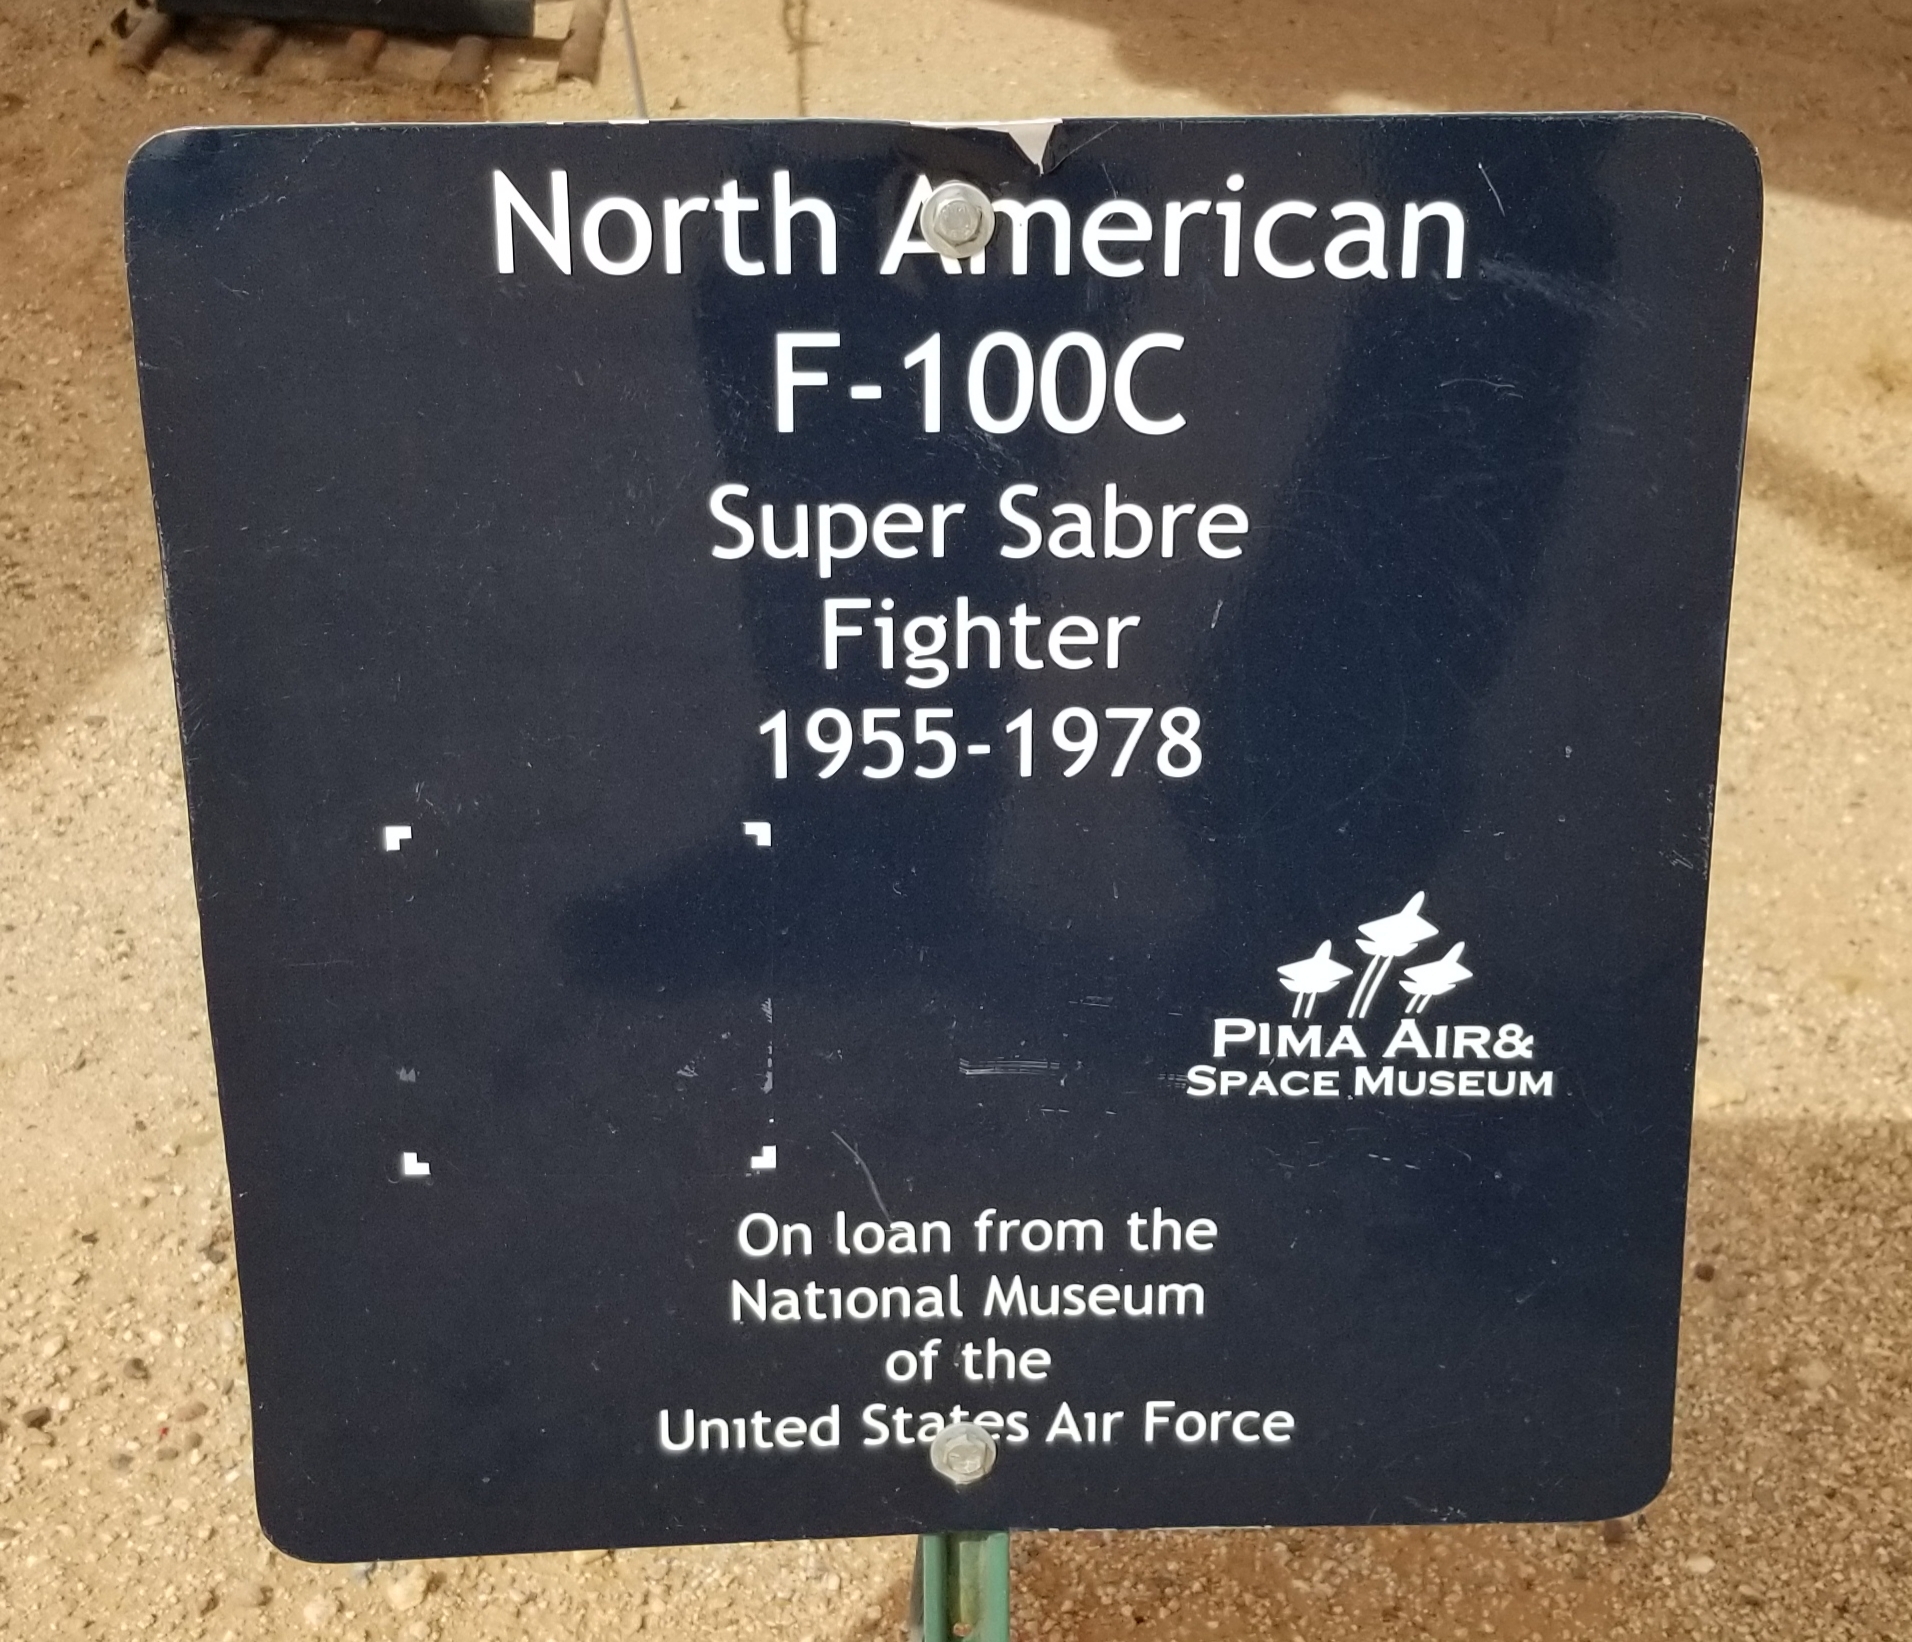 North American
F-100C
Super Sabre
Fighter
1955-1978
PIMA AIR&
SPACE MUSEUM
On loan from the
National Museum
of the
United States Air Force